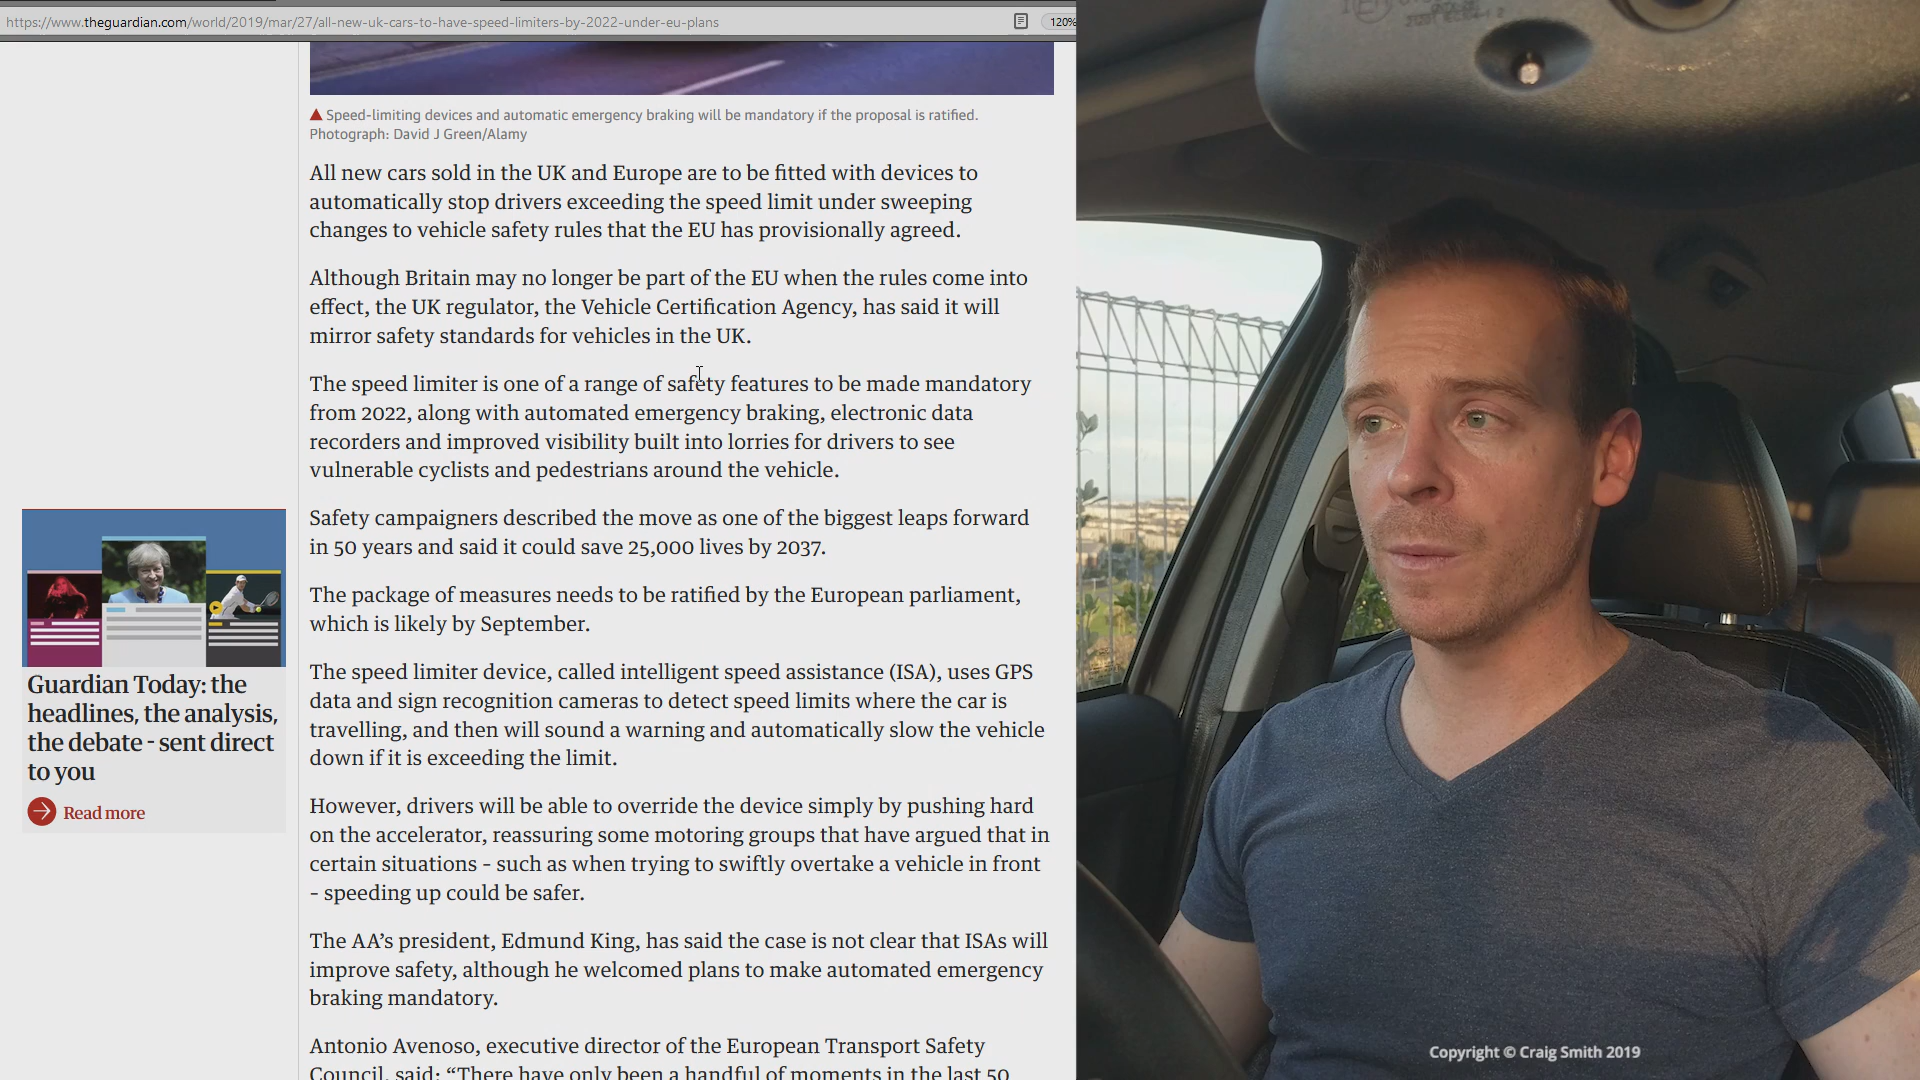 https://www.theguardian.com/world/2019/mar/27/all-new-uk-cars-to-have-speed-limiters-by-2022-under-eu-plans
120%
Speed-limiting devices and automatic emergency braking will be mandatory if the proposal is ratified.
Photograph: David J Green/Alamy
All new cars sold in the UK and Europe are to be fitted with devices to
automatically stop drivers exceeding the speed limit under sweeping
changes to vehicle safety rules that the EU has provisionally agreed.
Although Britain may no longer be part of the EU when the rules come into
effect, the UK regulator, the Vehicle Certification Agency, has said it will
mirror safety standards for vehicles in the UK.
The speed limiter is one of a range of safety features to be made mandatory
from 2022, along with automated emergency braking, electronic data
recorders and improved visibility built into lorries for drivers to see
vulnerable cyclists and pedestrians around the vehicle.
Safety campaigners described the move as one of the biggest leaps forward
in 50 years and said it could save 25,000 lives by 2037.
The package of measures needs to be ratified by the European parliament,
which is likely by September.
The speed limiter device, called intelligent speed assistance (ISA), uses GPS
data and sign recognition cameras to detect speed limits where the car is
travelling, and then will sound a warning and automatically slow the vehicle
down if it is exceeding the limit.
However, drivers will be able to override the device simply by pushing hard
on the accelerator, reassuring some motoring groups that have argued that in
certain situations – such as when trying to swiftly overtake a vehicle in front
– speeding up could be safer.
The AA’s president, Edmund King, has said the case is not clear that ISAs will
improve safety, although he welcomed plans to make automated emergency
braking mandatory.
Antonio Avenoso, executive director of the European Transport Safety
Council, said: “There have only been a handful of moments in the last 50
Guardian Today: the
headlines, the analysis,
the debate - sent direct
to you
Read more
Copyright © Craig Smith 2019